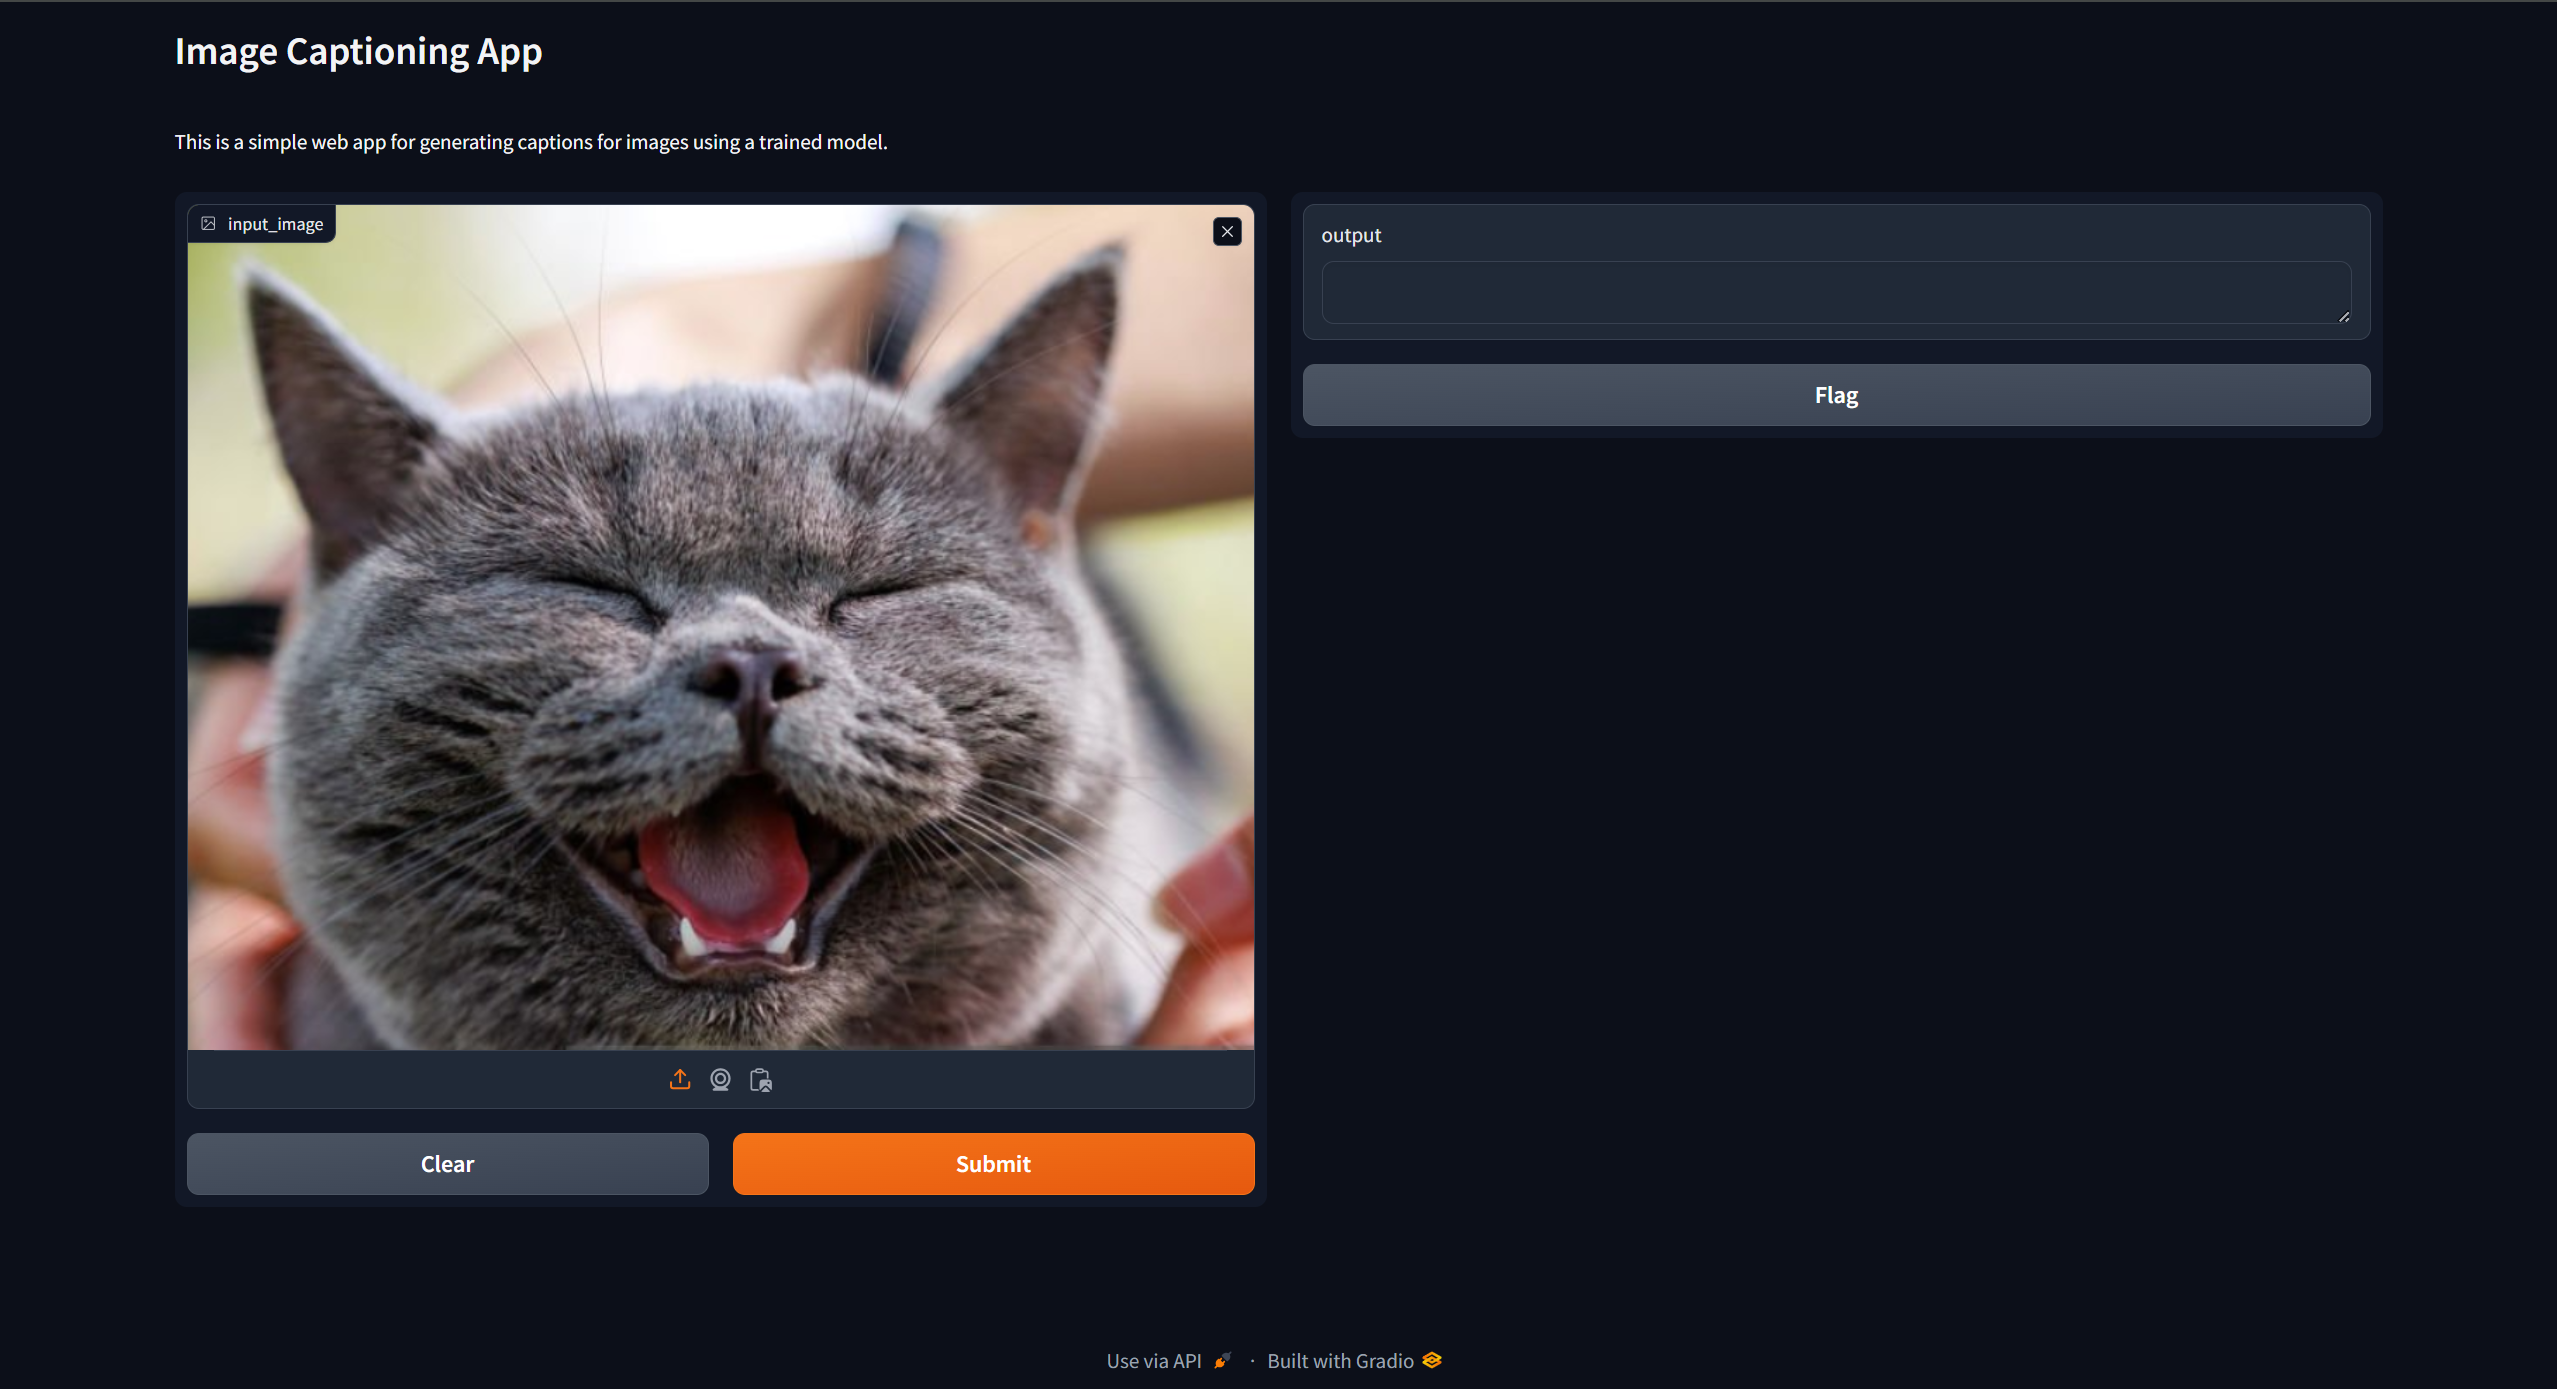 Image Captioning App
This is a simple web app for generating captions for images using a trained model.
input_image
output
Flag
Clear
Submit
Use via API · Built with Gradio